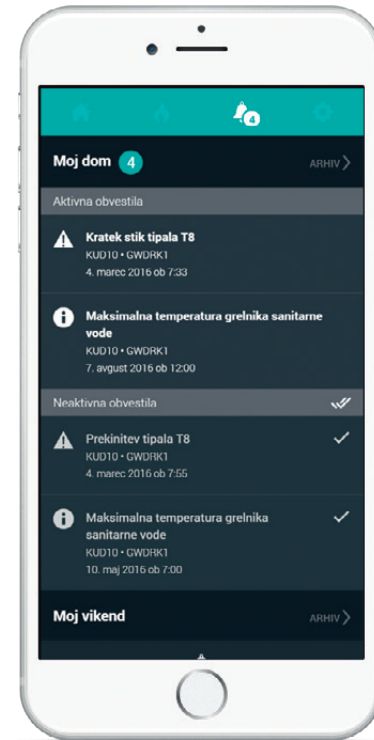 4
Moj dom 4
ARHIV
Aktivna obvestila
Kratek stik tipala T8
KUD10 • GWDRK1
4. marec 2016 ob 7:33
Maksimalna temperatura grelnika sanitarne
vode
KUD10 • GWDRK1
7. avgust 2016 ob 12:00
Neaktivna obvestila
Prekinitev tipala T8
KUD10 • GWDRK1
4. marec 2016 ob 7:55
Maksimalna temperatura grelnika
sanitarne vode
KUD10 • GWDRK1
10. maj 2016 ob 7:00
Moj vikend
ARHIV